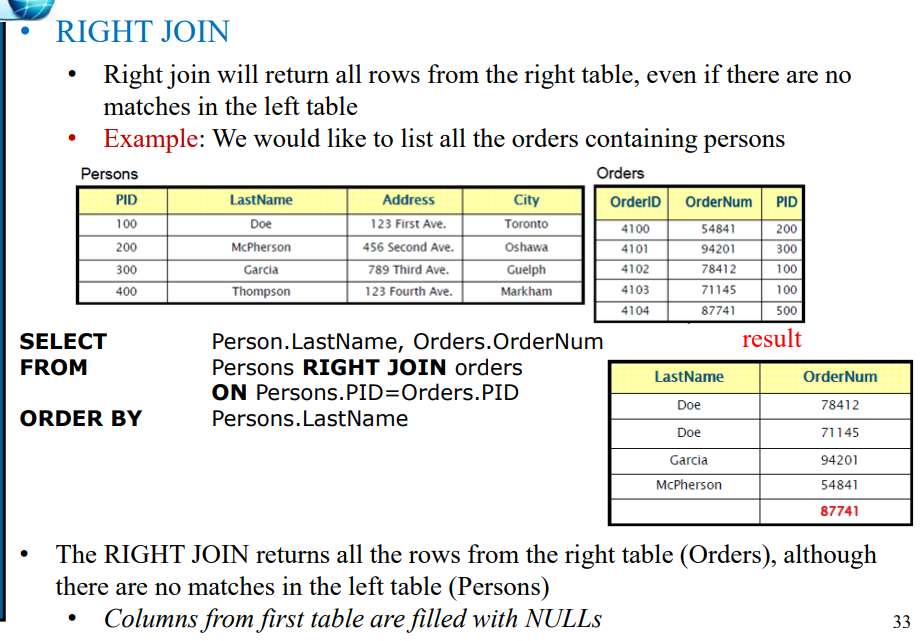 • RIGHT JOIN
• Right join will return all rows from the right table, even if there are no
matches in the left table
• Example: We would like to list all the orders containing persons
Persons
PID LastName Address City
100 Doe 123 First Ave. Toronto
200 McPherson 456 Second Ave. Oshawa
300 Garcia 789 Third Ave. Guelph
400 Thompson 123 Fourth Ave. Markham
Orders
OrderID OrderNum PID
4100 54841 200
4101 94201 300
4102 78412 100
4103 71145 100
4104 87741 500
SELECT Person.LastName, Orders.OrderNum
FROM Persons RIGHT JOIN orders
ON Persons.PID=Orders.PID
ORDER BY Persons.LastName
result
LastName OrderNum
Doe 78412
Doe 71145
Garcia 94201
McPherson 54841
87741
• The RIGHT JOIN returns all the rows from the right table (Orders), although
there are no matches in the left table (Persons)
• Columns from first table are filled with NULLs
33